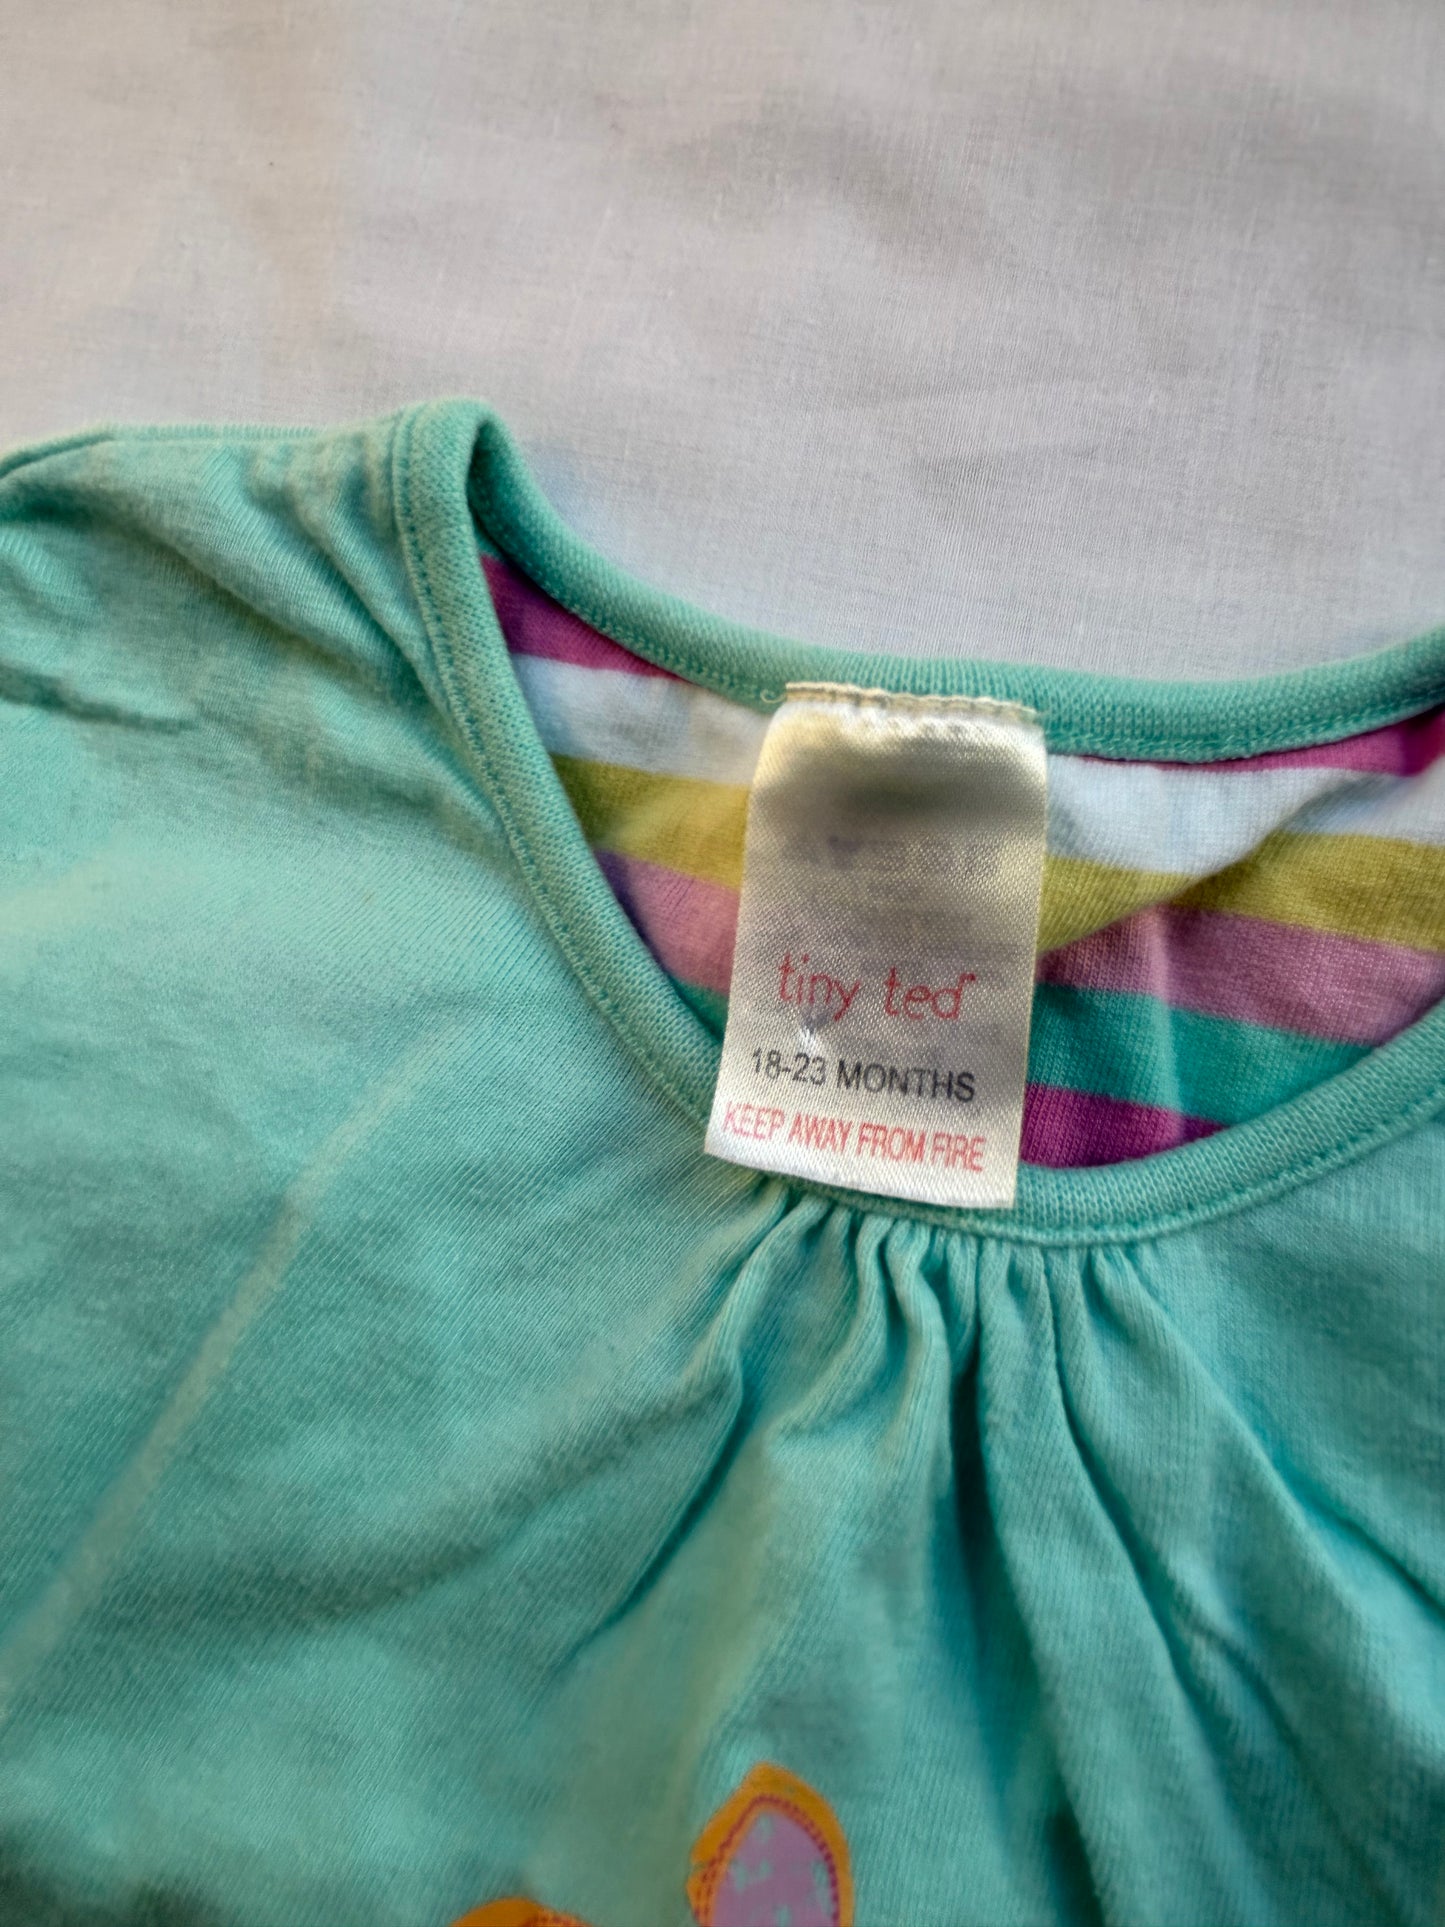 tiny ted
18-23 MONTHS
KEEP AWAY FROM FIRE